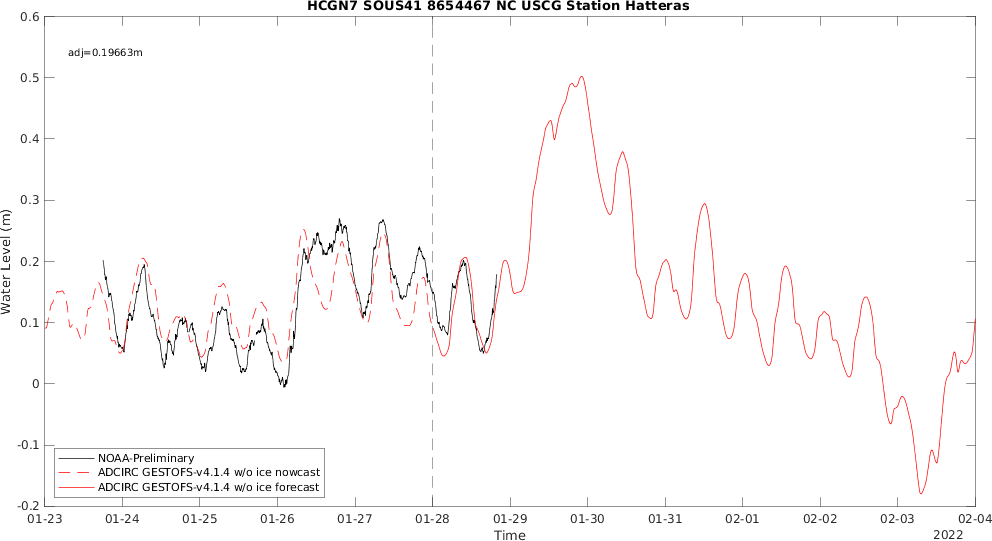 HCGN7 SOUS41 8654467 NC USCG Station Hatteras
adj=0.19663m
0.6
0.5
0.4
0.3
0.2
0.1
0
-0.1
-0.2
Water Level (m)
NOAA-Preliminary
ADCIRC GESTOFS-v4.1.4 w/o ice nowcast
ADCIRC GESTOFS-v4.1.4 w/o ice forecast
01-23 01-24 01-25 01-26 01-27 01-28 01-29 01-30 01-31 02-01 02-02 02-03 02-04
Time
2022